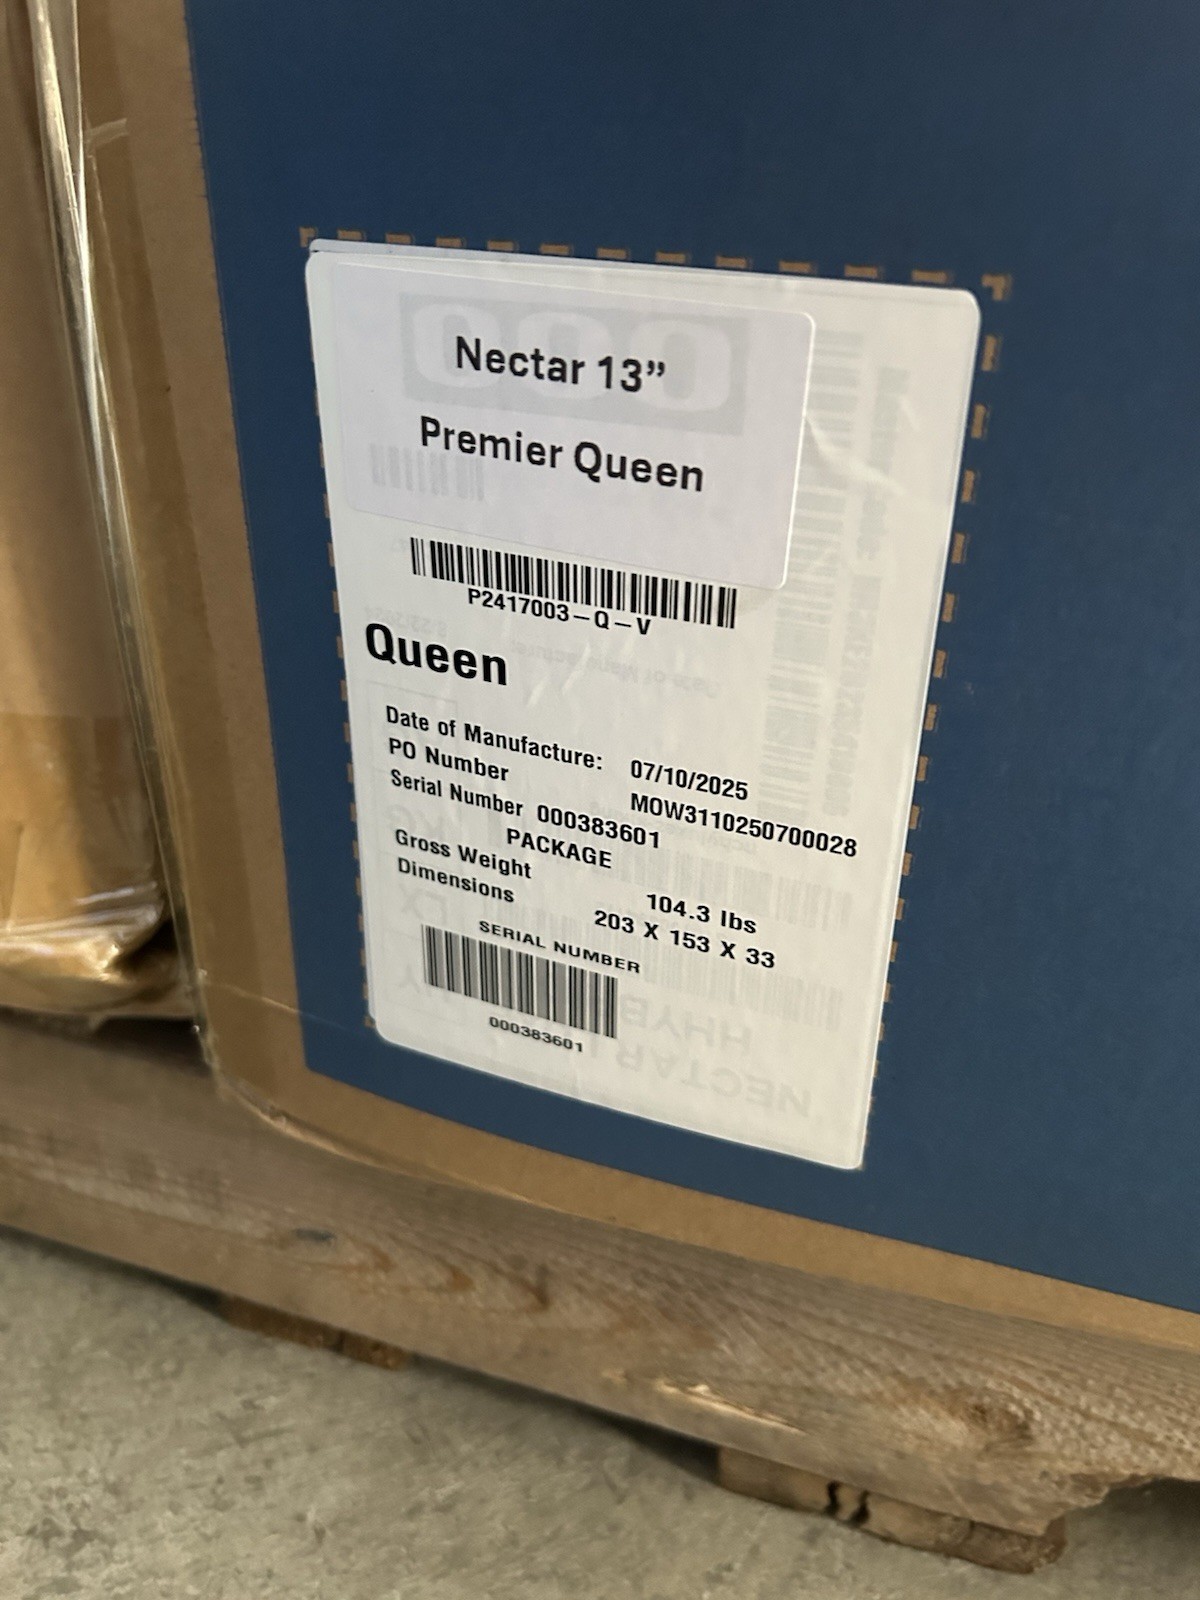 Nectar 13”
Premier Queen
P2417003-Q-V
Queen
Date of Manufacture: 07/10/2025
PO Number MOW3110250700028
Serial Number 000383601
PACKAGE
Gross Weight 104.3 lbs
Dimensions 203 X 153 X 33
SERIAL NUMBER
000383601